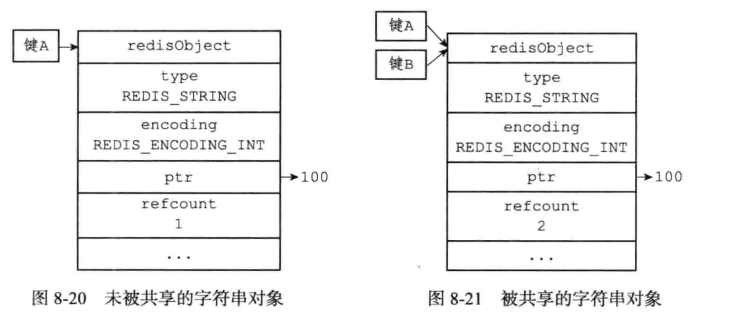 键A
redisObject
type
REDIS_STRING
encoding
REDIS_ENCODING_INT
ptr
100
refcount
1
...
图 8-20 未被共享的字符串对象
键A
键B
redisObject
type
REDIS_STRING
encoding
REDIS_ENCODING_INT
ptr
100
refcount
2
...
图 8-21 被共享的字符串对象